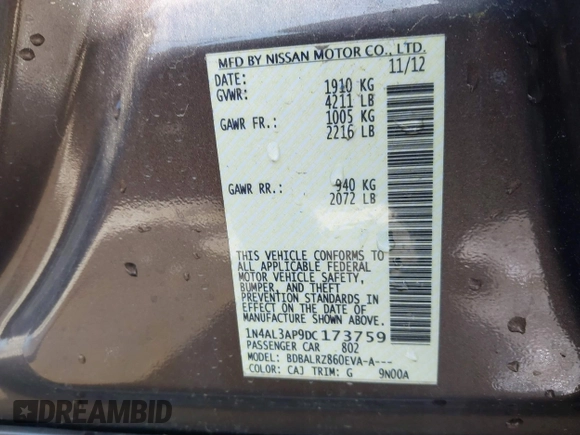 MFD BY NISSAN MOTOR CO., LTD.
DATE: 11/12
GVWR: 1910 KG
4211 LB
GAWR FR.: 1005 KG
2216 LB
GAWR RR.: 940 KG
2072 LB
THIS VEHICLE CONFORMS TO
ALL APPLICABLE FEDERAL
MOTOR VEHICLE SAFETY,
BUMPER, AND THEFT
PREVENTION STANDARDS IN
EFFECT ON THE DATE OF
MANUFACTURE SHOWN ABOVE.
1N4AL3AP9DC173759
PASSENGER CAR 802
MODEL: BDBALRZ860EVA-A---
COLOR: CAJ TRIM: G 9N00A
DREAMBID